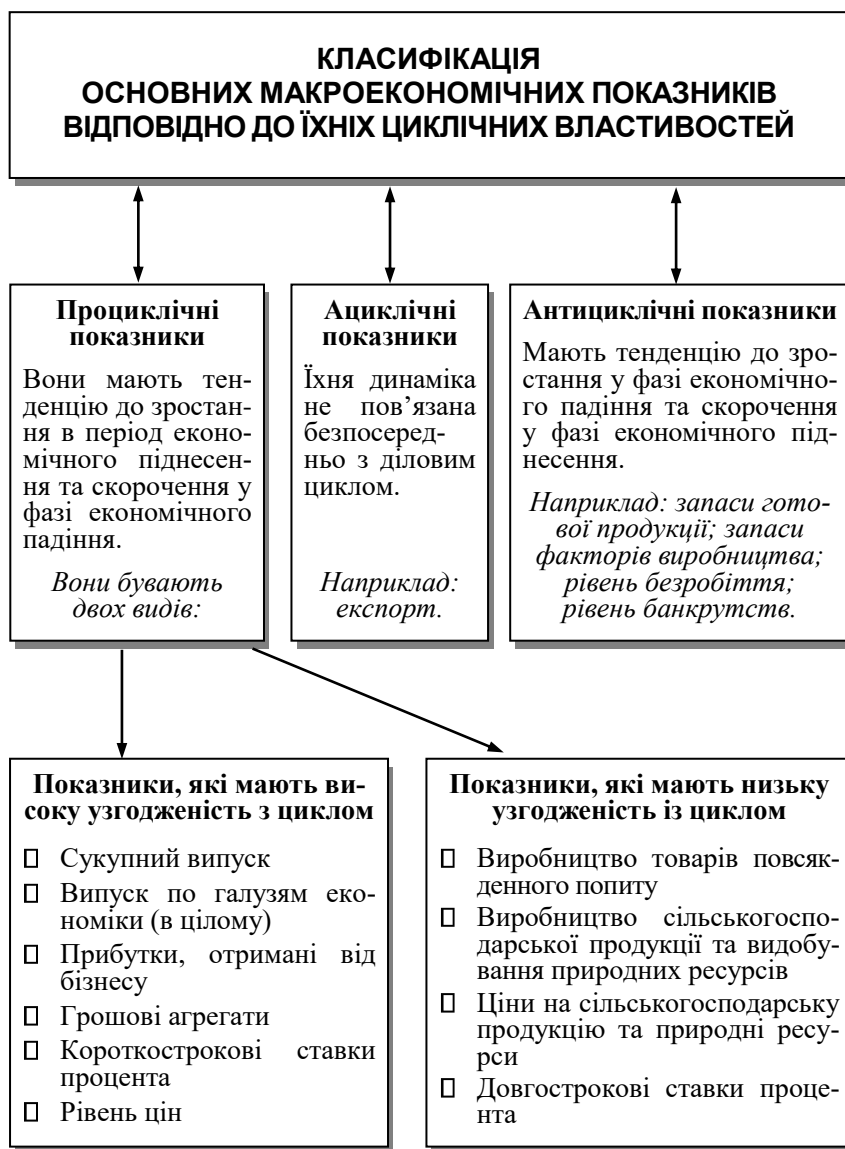 КЛАСИФІКАЦІЯ
ОСНОВНИХ МАКРОЕКОНОМІЧНИХ ПОКАЗНИКІВ
ВІДПОВІДНО ДО ЇХНІХ ЦИКЛІЧНИХ ВЛАСТИВОСТЕЙ
Проциклічні
показники
Вони мають тен-
денцію до зростан-
ня в період еконо-
мічного піднесен-
ня та скорочення у
фазі економічного
падіння.
Вони бувають
двох видів:
Ациклічні
показники
Їхня динаміка
не пов’язана
безпосеред-
ньо з діловим
циклом.
Наприклад:
експорт.
Антициклічні показники
Мають тенденцію до зро-
стання у фазі економічно-
го падіння та скорочення
у фазі економічного під-
несення.
Наприклад: запаси гото-
вої продукції; запаси
факторів виробництва;
рівень безробіття;
рівень банкрутств.
Показники, які мають ви-
соку узгодженість з циклом
Сукупний випуск
Випуск по галузям еко-
номіки (в цілому)
Прибутки, отримані від
бізнесу
Грошові агрегати
Короткострокові ставки
процента
Рівень цін
Показники, які мають низьку
узгодженість із циклом
Виробництво товарів повсяк-
денного попиту
Виробництво сільськогоспо-
дарської продукції та видобу-
вання природних ресурсів
Ціни на сільськогосподарську
продукцію та природні ресу-
рси
Довгострокові ставки проце-
нта